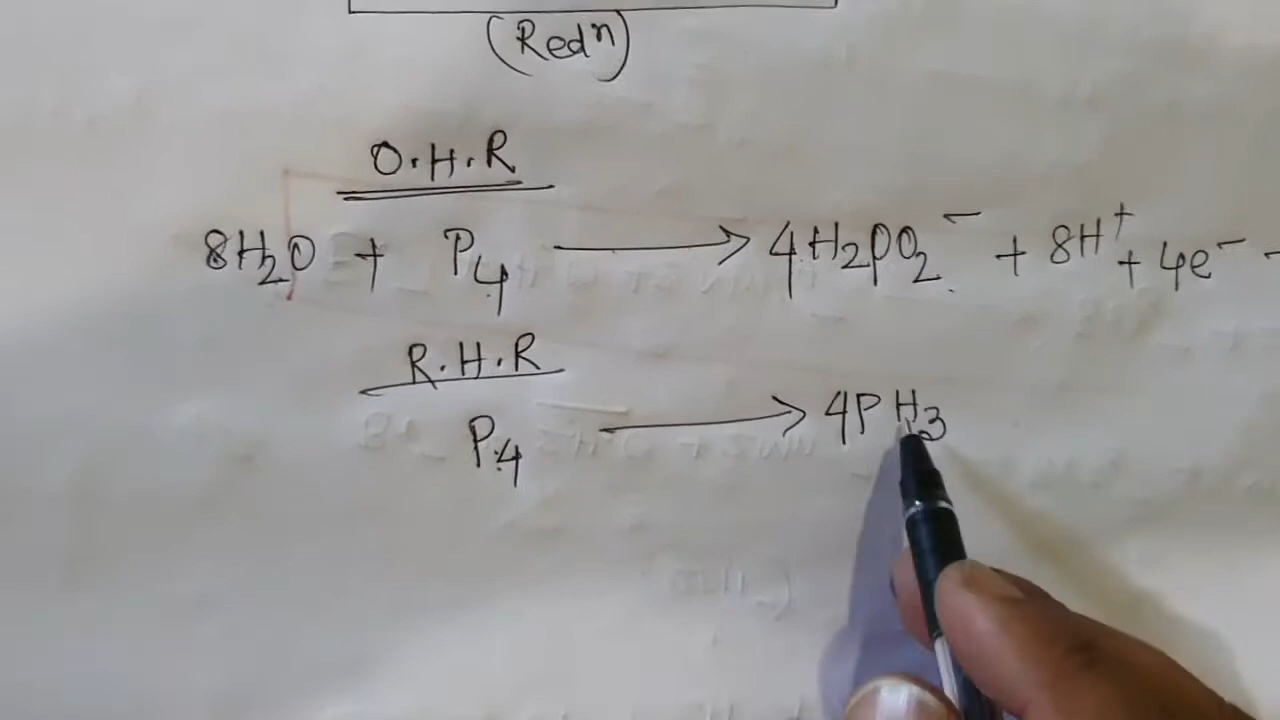 (Redⁿ)
O.H.R
8H₂O + P₄ ⟶ 4H₂PO₂⁻ + 8H⁺ + 4e⁻ -
R.H.R
P₄ ⟶ 4PH₃